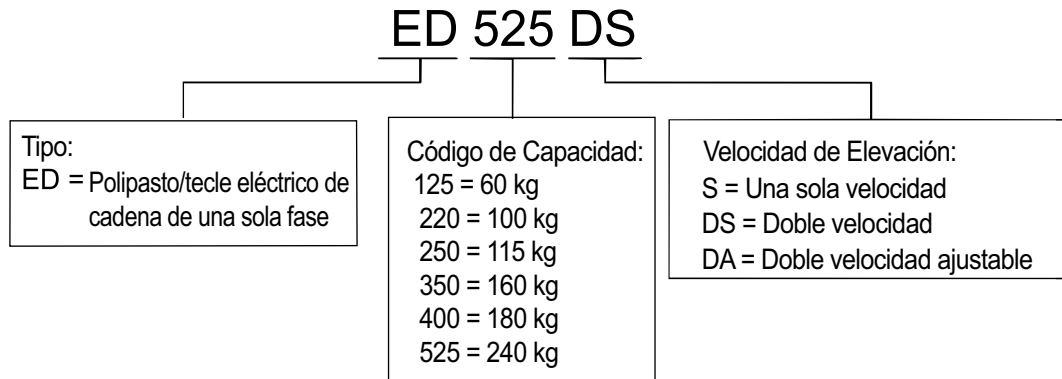 ED 525 DS
Tipo:
ED = Polipasto/tecle eléctrico de
cadena de una sola fase
Código de Capacidad:
125 = 60 kg
220 = 100 kg
250 = 115 kg
350 = 160 kg
400 = 180 kg
525 = 240 kg
Velocidad de Elevación:
S = Una sola velocidad
DS = Doble velocidad
DA = Doble velocidad ajustable